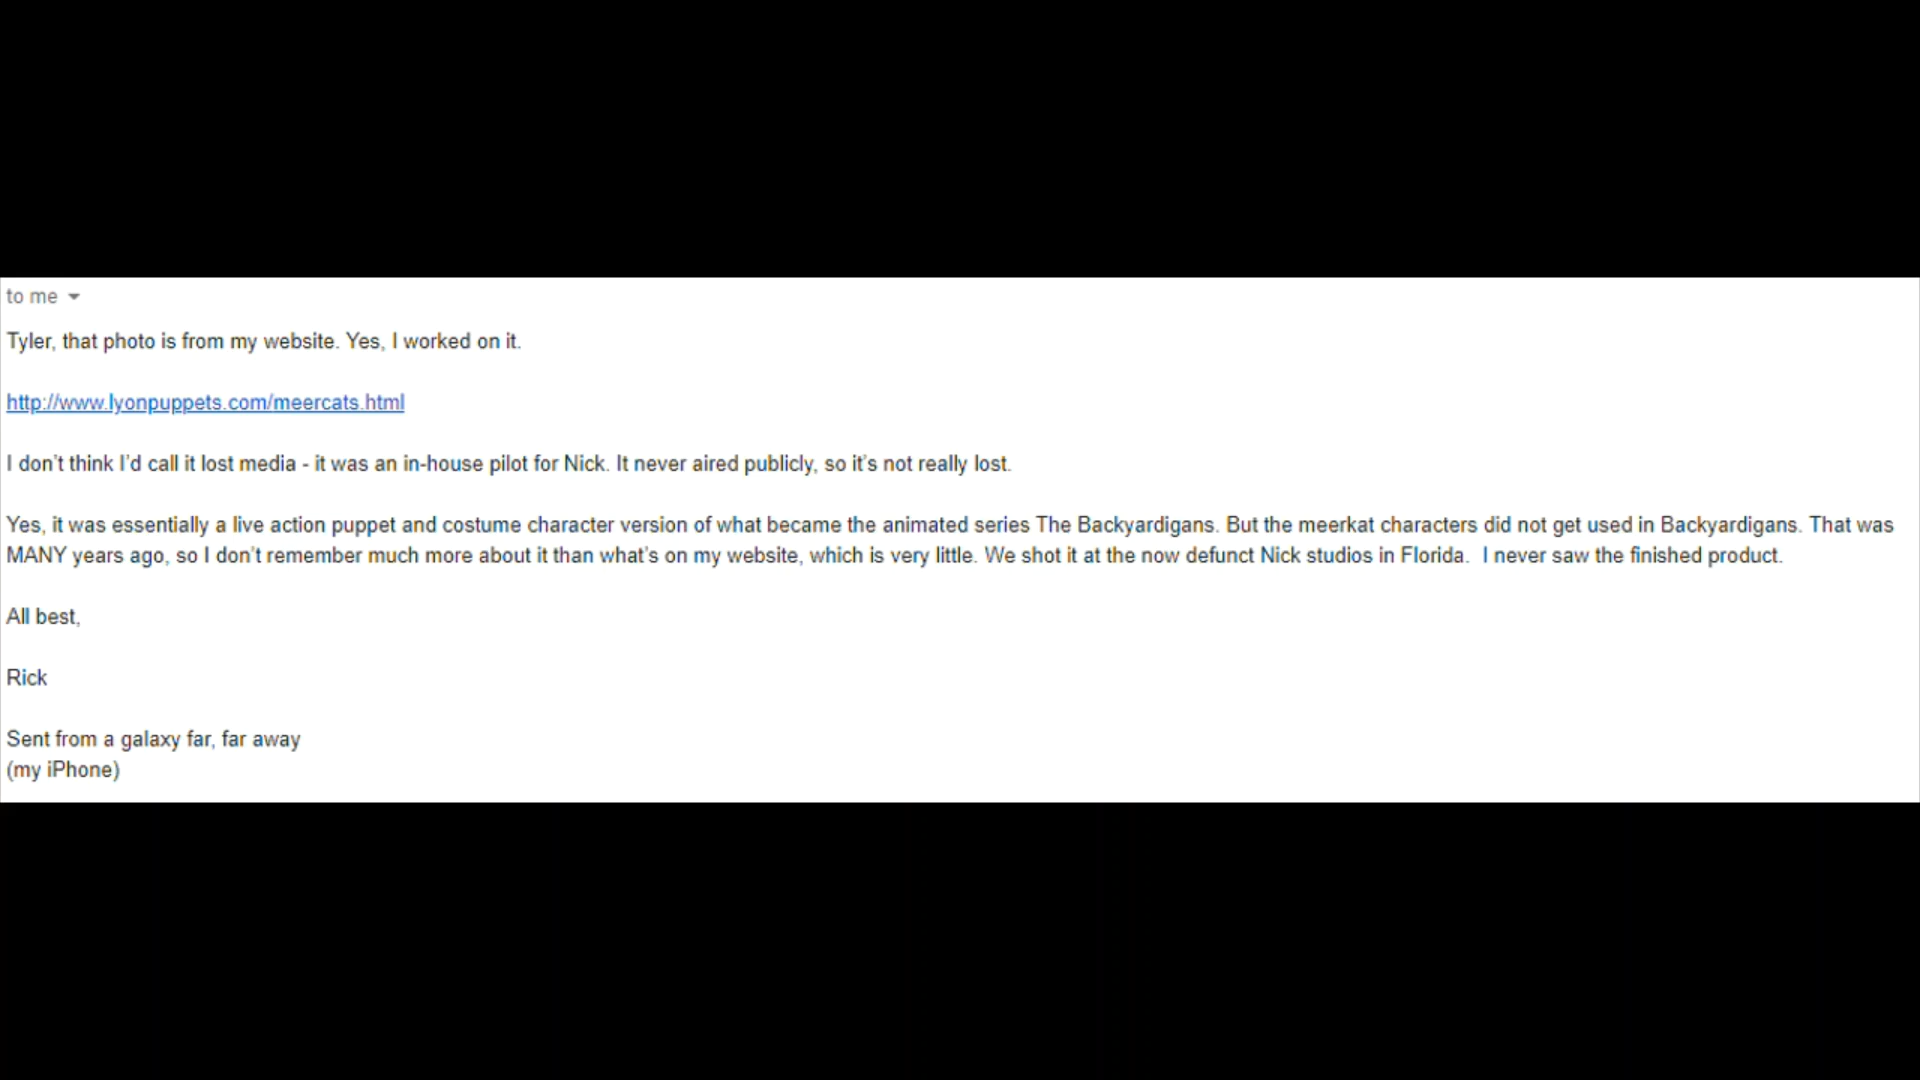 to me
Tyler, that photo is from my website. Yes, I worked on it.
http://www.lyonpuppets.com/meercats.html
I don't think I'd call it lost media - it was an in-house pilot for Nick. It never aired publicly, so it's not really lost.
Yes, it was essentially a live action puppet and costume character version of what became the animated series The Backyardigans. But the meerkat characters did not get used in Backyardigans. That was
MANY years ago, so I don't remember much more about it than what's on my website, which is very little. We shot it at the now defunct Nick studios in Florida.  I never saw the finished product.
All best,
Rick
Sent from a galaxy far, far away
(my iPhone)